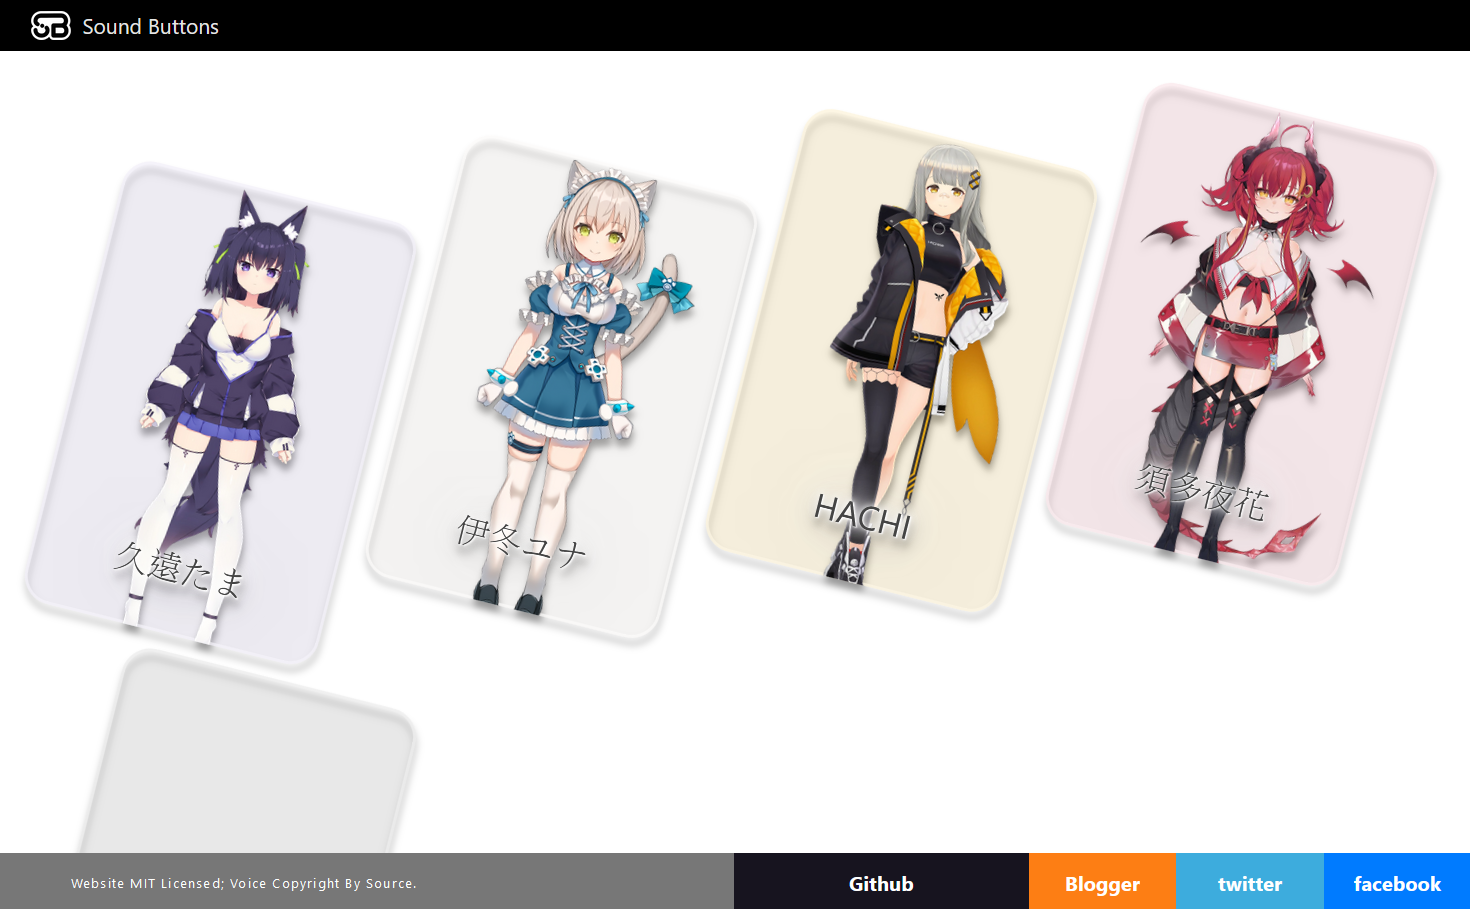 SB
Sound Buttons
久遠たま
伊冬ユナ
HACHI
須多夜花
Website MIT Licensed; Voice Copyright By Source.
Github
Blogger
twitter
facebook